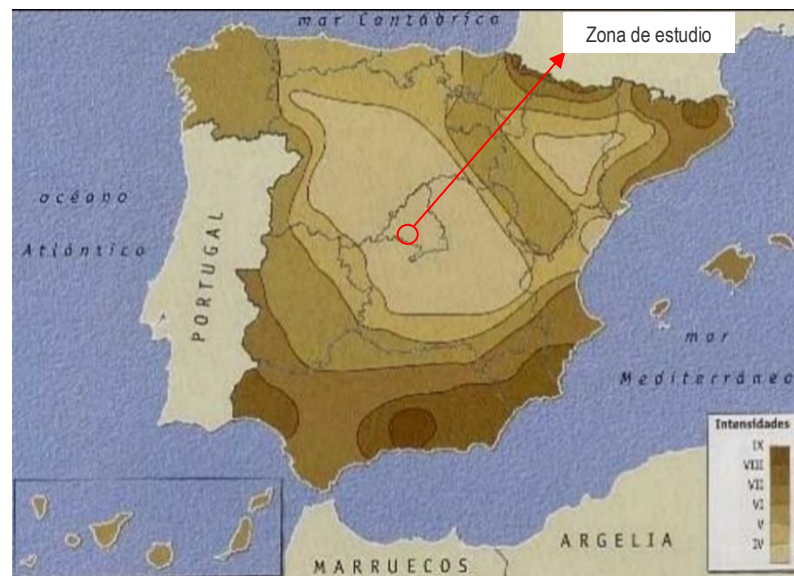 mar Cantábrico
Zona de estudio
océano
Atlántico
PORTUGAL
mar
Mediterráneo
Intensidades
IX
VIII
VII
VI
V
IV
ARGELIA
MARRUECOS